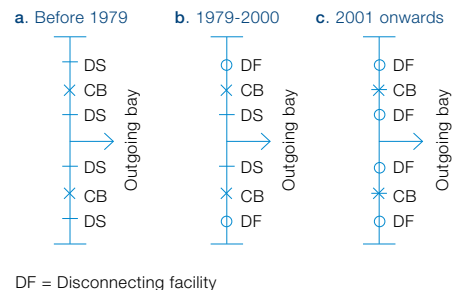 a. Before 1979 b. 1979-2000 c. 2001 onwards
DS DF DF
CB CB CB
DS DS DF
Outgoing bay Outgoing bay Outgoing bay
DS DS DF
CB CB CB
DS DF DF
DF = Disconnecting facility